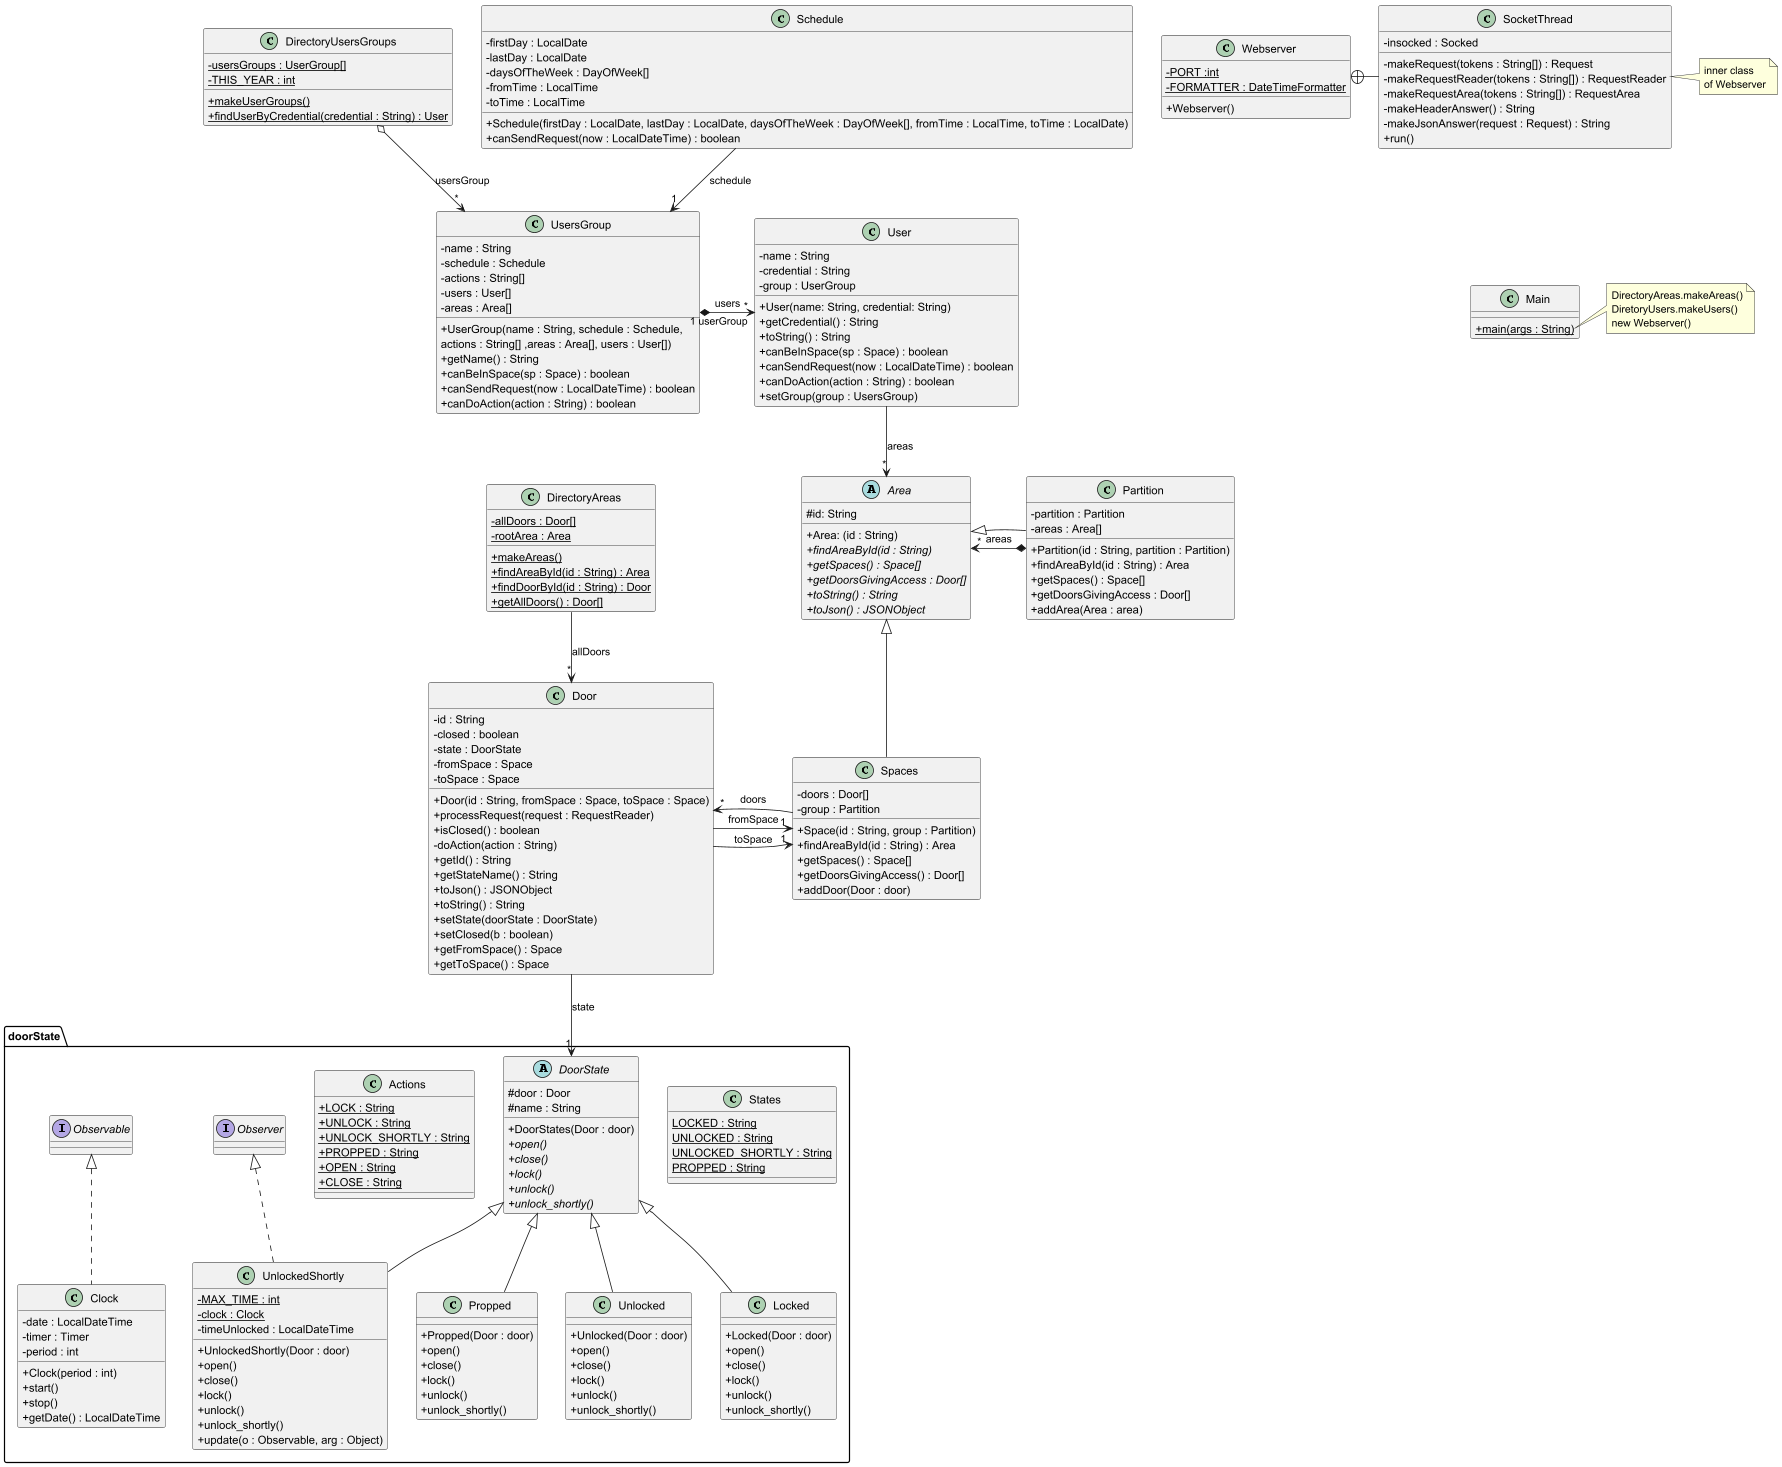 C DirectoryUsersGroups
-usersGroups : UserGroup[]
-THIS_YEAR : int
+makeUserGroups()
+findUserByCredential(credential : String) : User
C Schedule
-firstDay : LocalDate
-lastDay : LocalDate
-daysOfTheWeek : DayOfWeek[]
-fromTime : LocalTime
-toTime : LocalTime
+Schedule(firstDay : LocalDate, lastDay : LocalDate, daysOfTheWeek : DayOfWeek[], fromTime : LocalTime, toTime : LocalDate)
+canSendRequest(now : LocalDateTime) : boolean
C Webserver
-PORT :int
-FORMATTER : DateTimeFormatter
+Webserver()
C SocketThread
-insocked : Socked
-makeRequest(tokens : String[]) : Request
-makeRequestReader(tokens : String[]) : RequestReader
-makeRequestArea(tokens : String[]) : RequestArea
-makeHeaderAnswer() : String
-makeJsonAnswer(request : Request) : String
+run()
inner class
of Webserver
usersGroup
*
schedule
1
C UsersGroup
-name : String
-schedule : Schedule
-actions : String[]
-users : User[]
-areas : Area[]
+UserGroup(name : String, schedule : Schedule,
actions : String[] ,areas : Area[], users : User[])
+getName() : String
+canBeInSpace(sp : Space) : boolean
+canSendRequest(now : LocalDateTime) : boolean
+canDoAction(action : String) : boolean
users *
1 userGroup
C User
-name : String
-credential : String
-group : UserGroup
+User(name: String, credential: String)
+getCredential() : String
+toString() : String
+canBeInSpace(sp : Space) : boolean
+canSendRequest(now : LocalDateTime) : boolean
+canDoAction(action : String) : boolean
+setGroup(group : UsersGroup)
C Main
+main(args : String)
DirectoryAreas.makeAreas()
DiretoryUsers.makeUsers()
new Webserver()
areas
*
C DirectoryAreas
-allDoors : Door[]
-rootArea : Area
+makeAreas()
+findAreaById(id : String) : Area
+findDoorById(id : String) : Door
+getAllDoors() : Door[]
A Area
#id: String
+Area: (id : String)
+findAreaById(id : String)
+getSpaces() : Space[]
+getDoorsGivingAccess : Door[]
+toString() : String
+toJson() : JSONObject
* areas
C Partition
-partition : Partition
-areas : Area[]
+Partition(id : String, partition : Partition)
+findAreaById(id : String) : Area
+getSpaces() : Space[]
+getDoorsGivingAccess : Door[]
+addArea(Area : area)
allDoors
*
C Door
-id : String
-closed : boolean
-state : DoorState
-fromSpace : Space
-toSpace : Space
+Door(id : String, fromSpace : Space, toSpace : Space)
+processRequest(request : RequestReader)
+isClosed() : boolean
-doAction(action : String)
+getId() : String
+getStateName() : String
+toJson() : JSONObject
+toString() : String
+setState(doorState : DoorState)
+setClosed(b : boolean)
+getFromSpace() : Space
+getToSpace() : Space
* doors
fromSpace 1
toSpace 1
C Spaces
-doors : Door[]
-group : Partition
+Space(id : String, group : Partition)
+findAreaById(id : String) : Area
+getSpaces() : Space[]
+getDoorsGivingAccess() : Door[]
+addDoor(Door : door)
state
1
doorState
I Observable
I Observer
C Actions
+LOCK : String
+UNLOCK : String
+UNLOCK_SHORTLY : String
+PROPPED : String
+OPEN : String
+CLOSE : String
A DoorState
#door : Door
#name : String
+DoorStates(Door : door)
+open()
+close()
+lock()
+unlock()
+unlock_shortly()
C States
LOCKED : String
UNLOCKED : String
UNLOCKED_SHORTLY : String
PROPPED : String
C Clock
-date : LocalDateTime
-timer : Timer
-period : int
+Clock(period : int)
+start()
+stop()
+getDate() : LocalDateTime
C UnlockedShortly
-MAX_TIME : int
-clock : Clock
-timeUnlocked : LocalDateTime
+UnlockedShortly(Door : door)
+open()
+close()
+lock()
+unlock()
+unlock_shortly()
+update(o : Observable, arg : Object)
C Propped
+Propped(Door : door)
+open()
+close()
+lock()
+unlock()
+unlock_shortly()
C Unlocked
+Unlocked(Door : door)
+open()
+close()
+lock()
+unlock()
+unlock_shortly()
C Locked
+Locked(Door : door)
+open()
+close()
+lock()
+unlock()
+unlock_shortly()